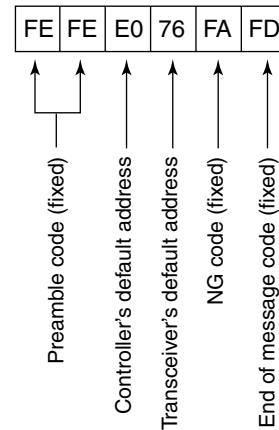 FE FE E0 76 FA FD
Preamble code (fixed)
Controller's default address
Transceiver's default address
NG code (fixed)
End of message code (fixed)